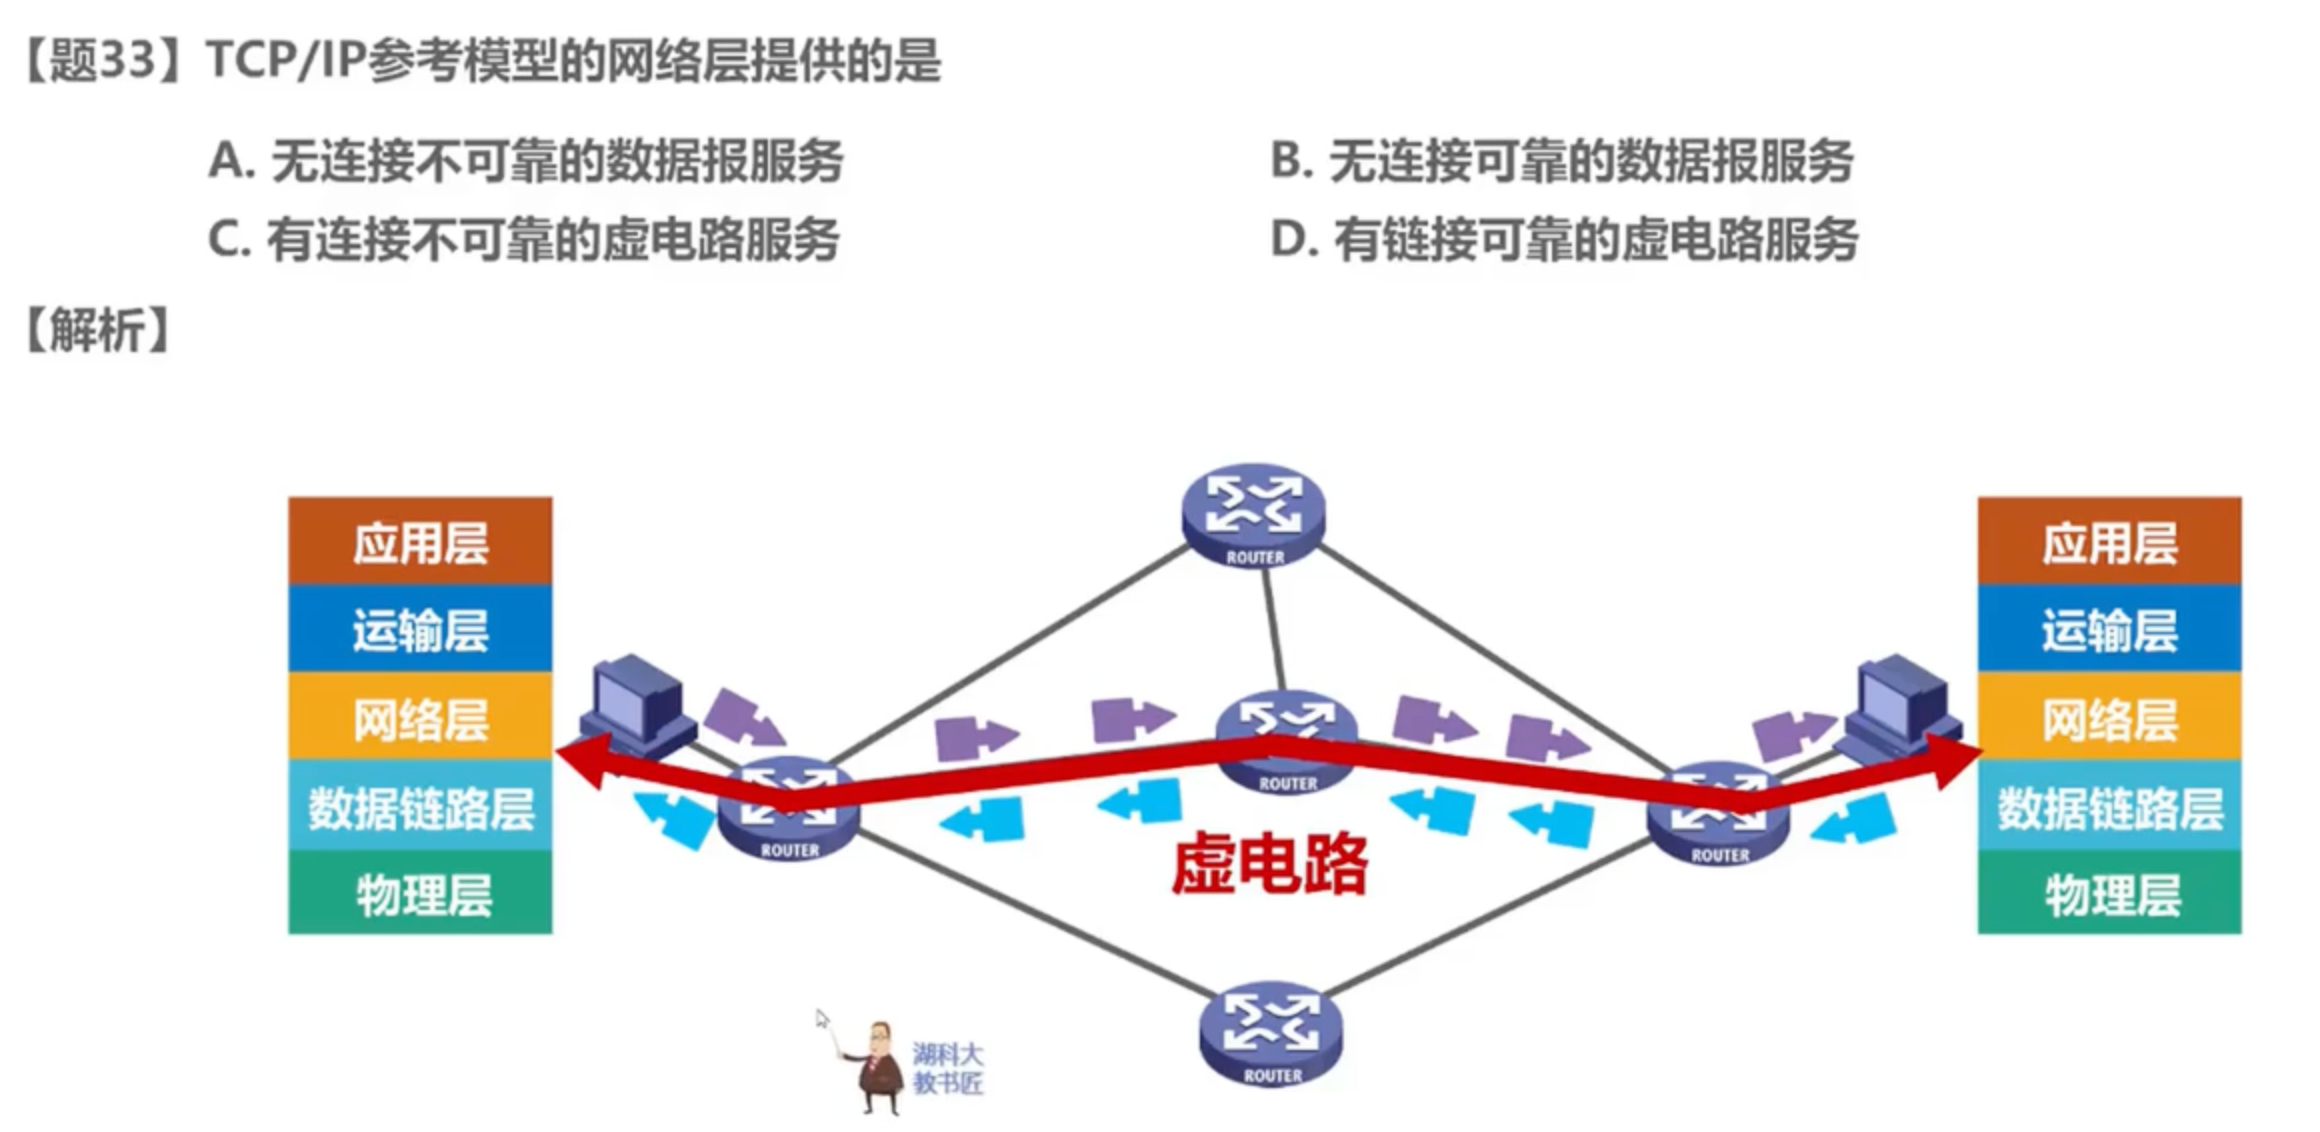 【题33】TCP/IP参考模型的网络层提供的是
A. 无连接不可靠的数据报服务
B. 无连接可靠的数据报服务
C. 有连接不可靠的虚电路服务
D. 有链接可靠的虚电路服务
【解析】
应用层
运输层
网络层
数据链路层
物理层
ROUTER
ROUTER
ROUTER
ROUTER
虚电路
ROUTER
应用层
运输层
网络层
数据链路层
物理层
湖科大
教书匠